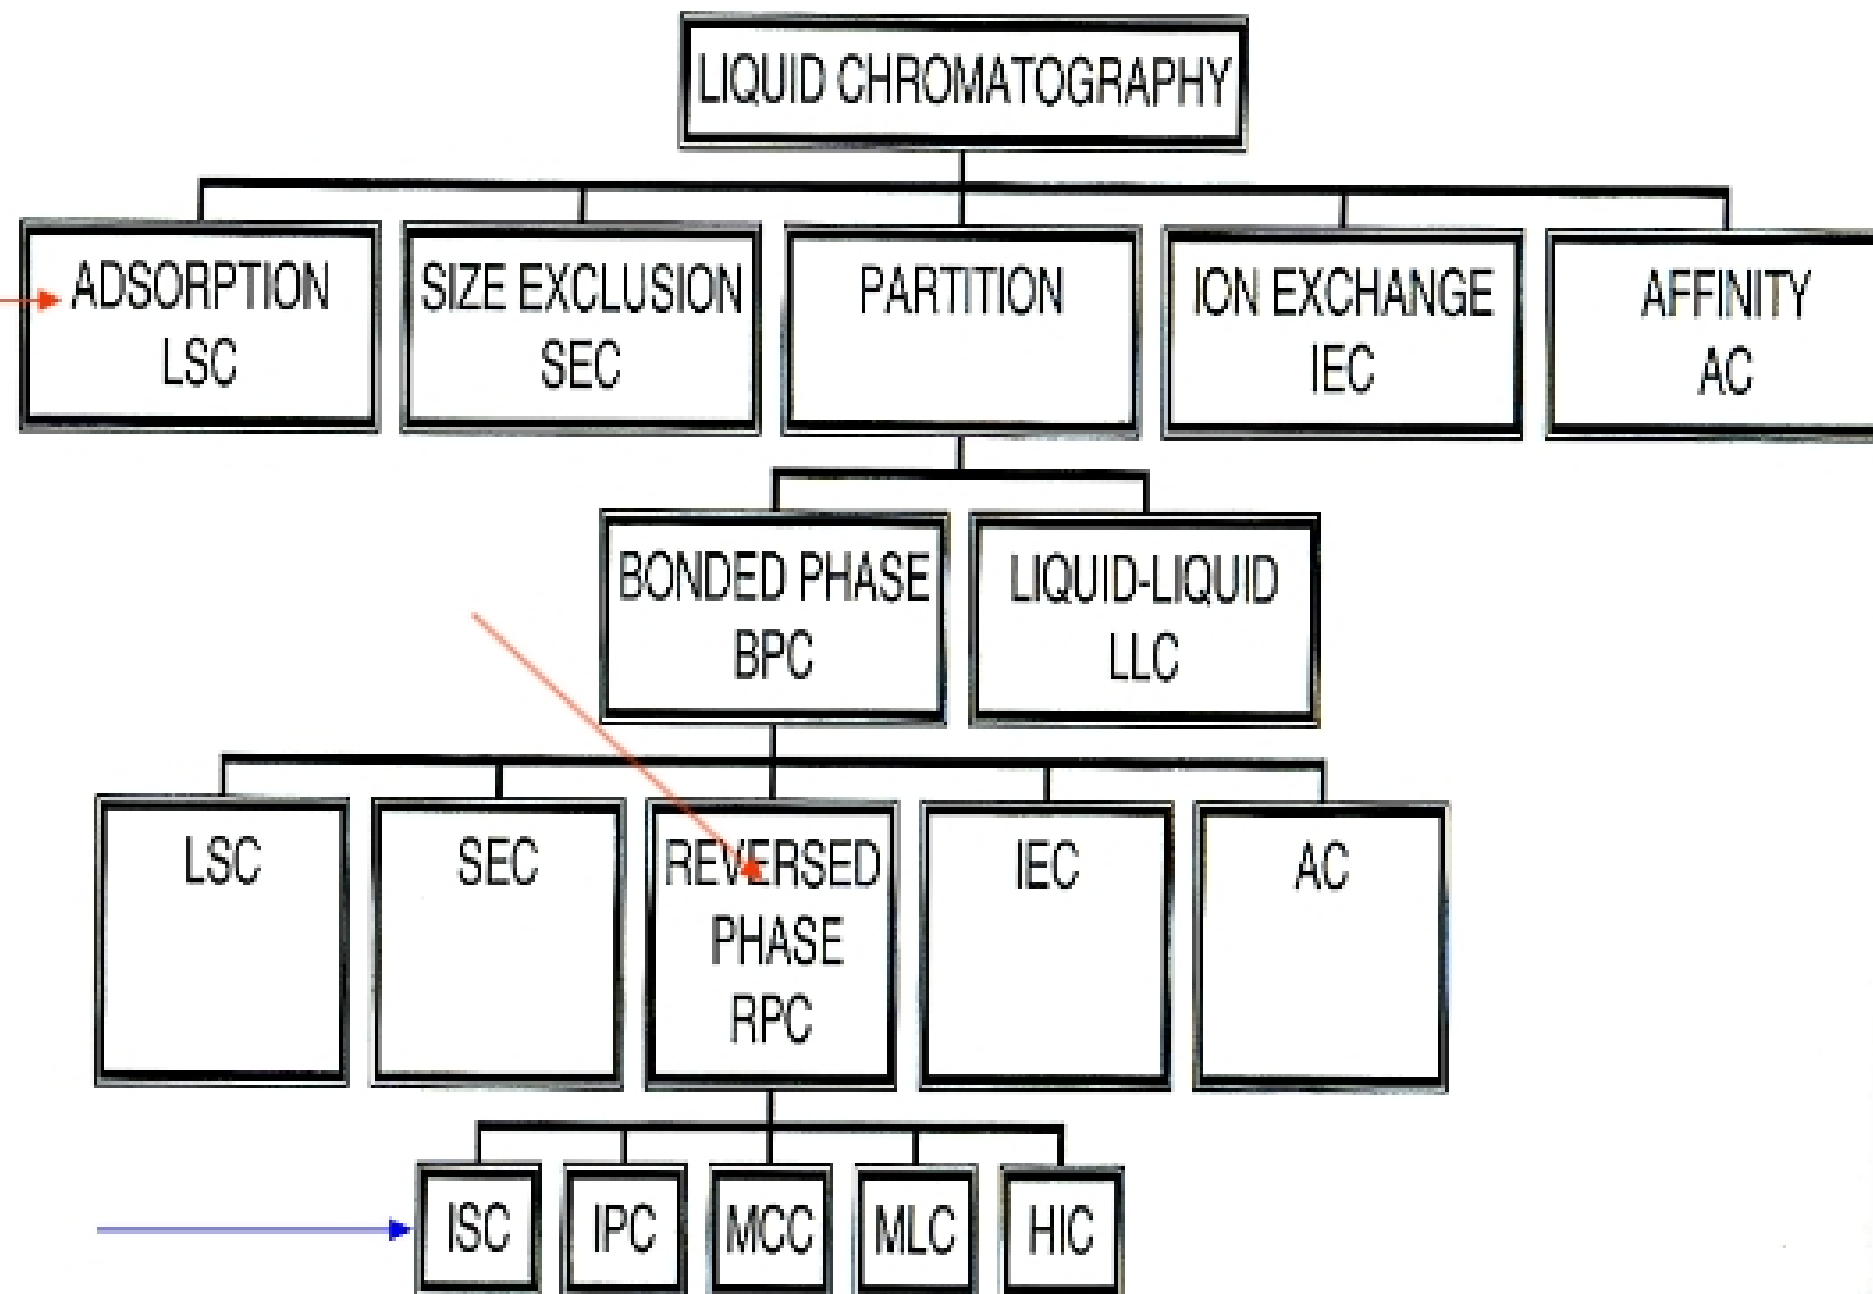 LIQUID CHROMATOGRAPHY
ADSORPTION
LSC
SIZE EXCLUSION
SEC
PARTITION
ION EXCHANGE
IEC
AFFINITY
AC
BONDED PHASE
BPC
LIQUID-LIQUID
LLC
LSC
SEC
REVERSED
PHASE
RPC
IEC
AC
ISC
IPC
MCC
MLC
HIC